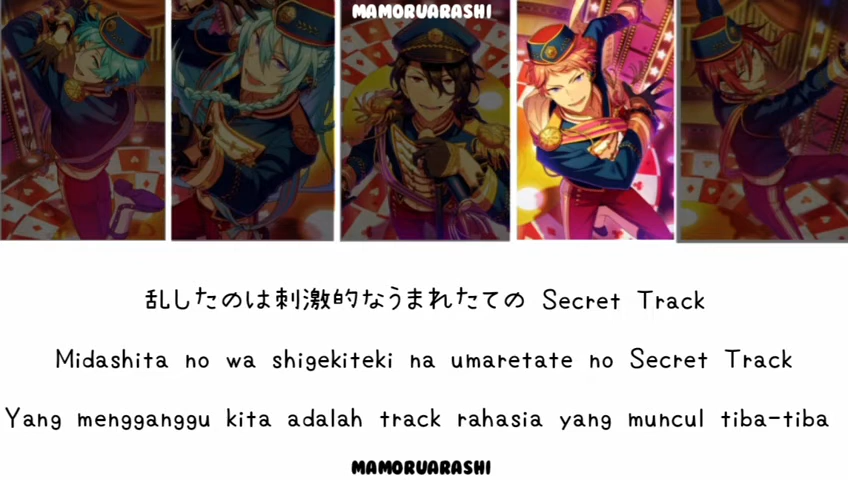 MAMORUARASHI
乱したのは刺激的なうまれたての Secret Track
Midashita no wa shigekiteki na umaretate no Secret Track
Yang mengganggu kita adalah track rahasia yang muncul tiba-tiba
MAMORUARASHI